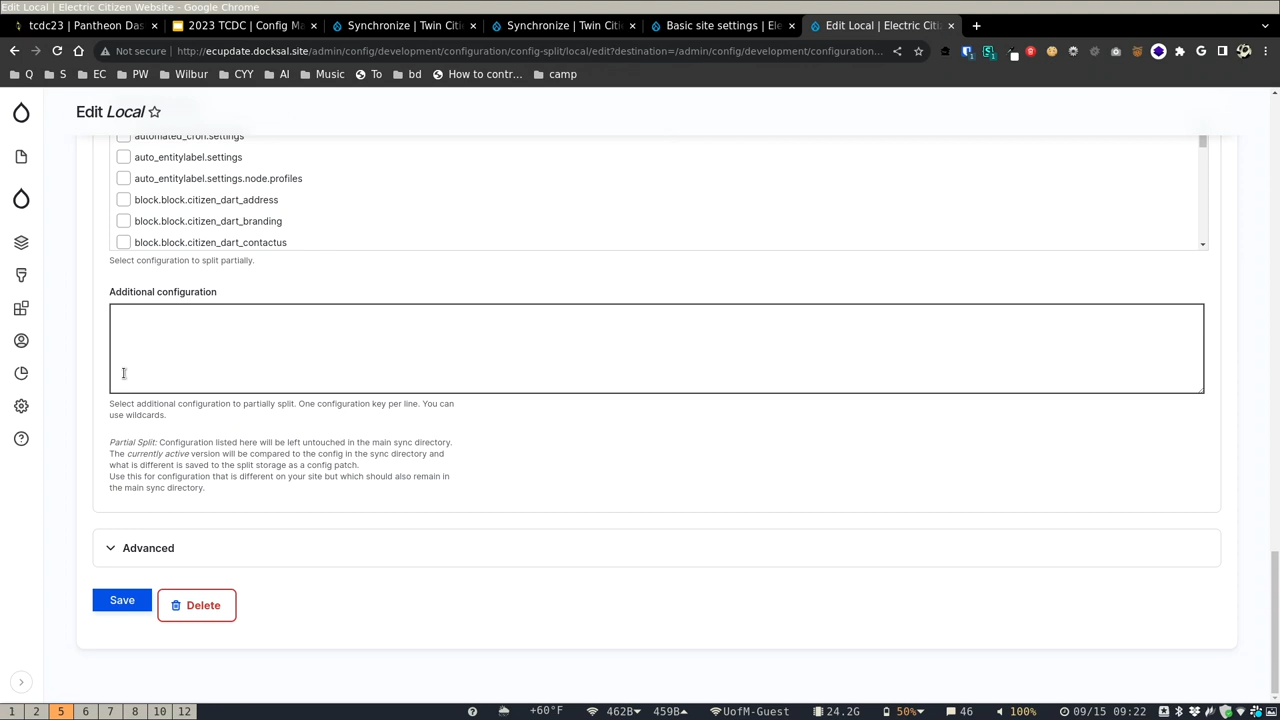 Edit Local | Electric Citizen Website - Google Chrome
tcdc23 | Pantheon Das
2023 TCDC | Config Ma
Synchronize | Twin Citi
Synchronize | Twin Citi
Basic site settings | Ele
Edit Local | Electric Citiz
Not secure
http://ecupdate.docksal.site/admin/config/development/configuration/config-split/local/edit?destination=/admin/config/development/configuration...
Q
S
EC
PW
Wilbur
CYY
AI
Music
To
bd
How to contr...
camp
Edit Local
automated_cron.settings
auto_entitylabel.settings
auto_entitylabel.settings.node.profiles
block.block.citizen_dart_address
block.block.citizen_dart_branding
block.block.citizen_dart_contactus
Select configuration to split partially.
Additional configuration
Select additional configuration to partially split. One configuration key per line. You can
use wildcards.
Partial Split: Configuration listed here will be left untouched in the main sync directory.
The currently active version will be compared to the config in the sync directory and
what is different is saved to the split storage as a config patch.
Use this for configuration that is different on your site but which should also remain in
the main sync directory.
Advanced
Save
Delete
1 2 5 6 7 8 10 12
+60°F
462B
459B
UofM-Guest
24.2G
50%
46
100%
09/15 09:22